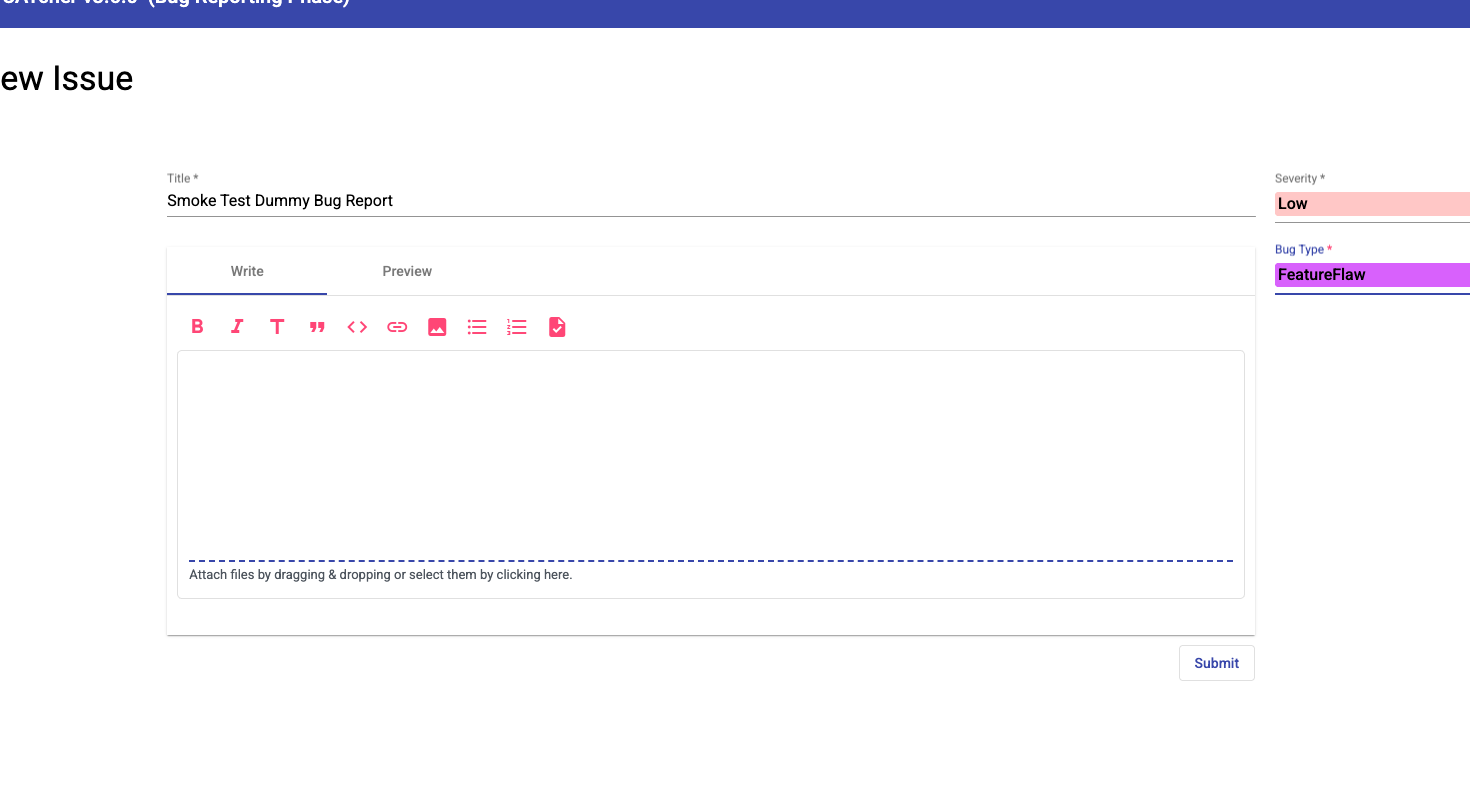 (Bug Reporting Phase)
ew Issue
Title *
Smoke Test Dummy Bug Report
Severity *
Low
Bug Type *
FeatureFlaw
Write
Preview
Attach files by dragging & dropping or select them by clicking here.
Submit